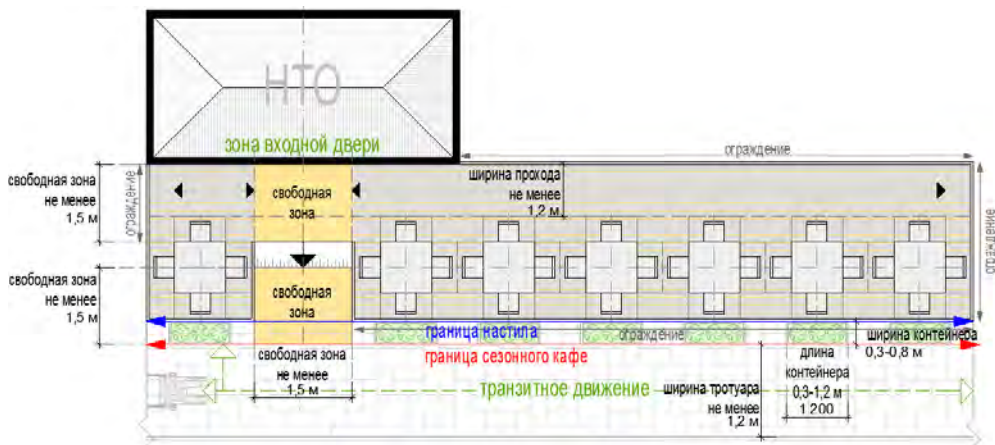 НТО
зона входной двери
ограждение
свободная зона
не менее
1,5 м
ограждение
свободная
зона
ширина прохода
не менее
1,2 м
ограждение
свободная зона
не менее
1,5 м
свободная
зона
граница настила
ограждение
ширина контейнера
0,3-0,8 м
граница сезонного кафе
свободная зона
не менее
1,5 м
длина
контейнера
0,3-1,2 м
1.200
транзитное движение
ширина тротуара
не менее
1,2 м